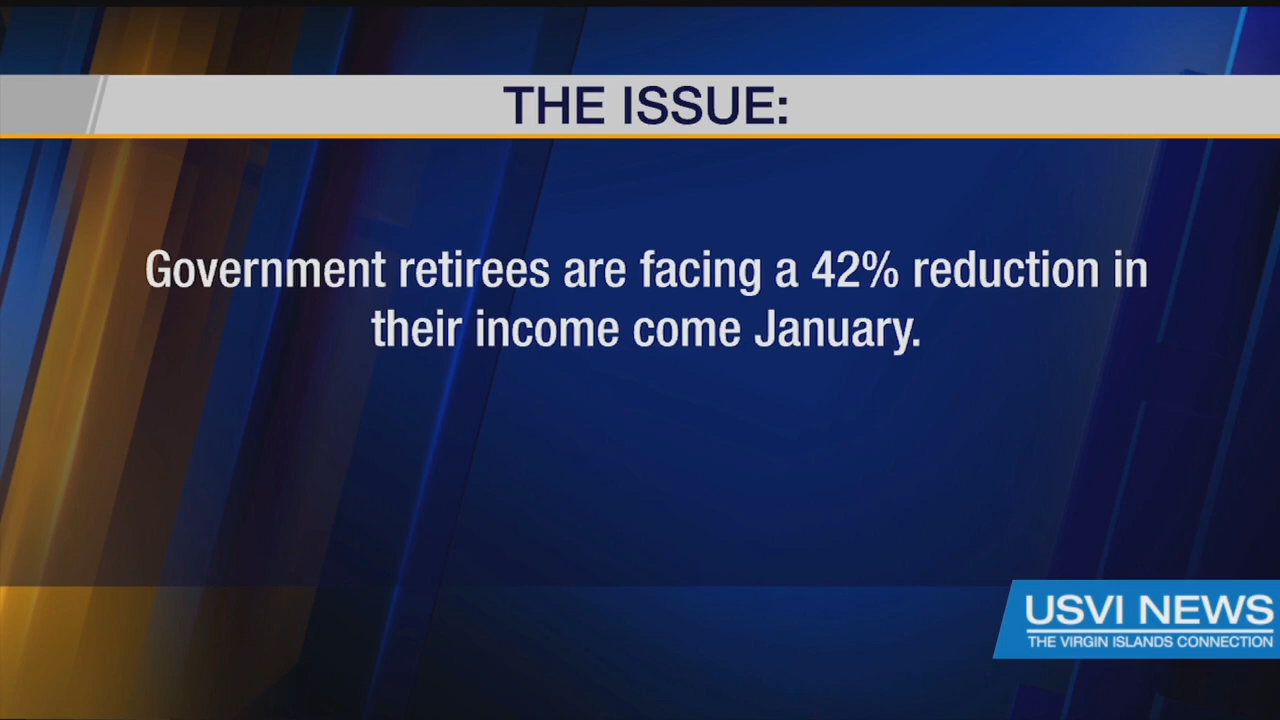 THE ISSUE:
Government retirees are facing a 42% reduction in
their income come January.
USVI NEWS
THE VIRGIN ISLANDS CONNECTION